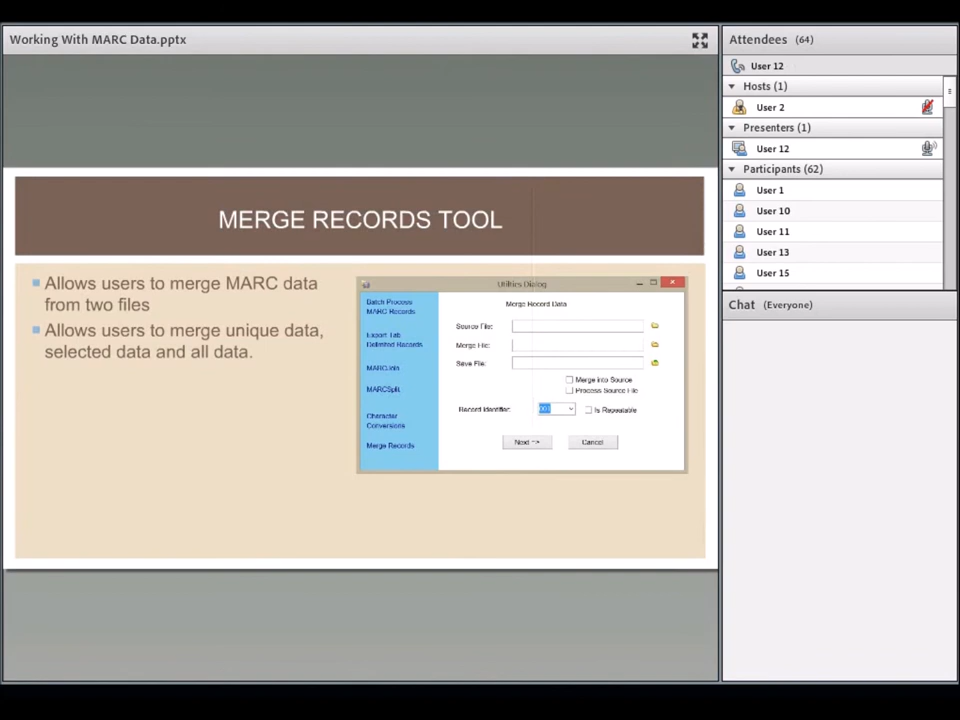 Working With MARC Data.pptx
MERGE RECORDS TOOL
Allows users to merge MARC data
from two files
Allows users to merge unique data,
selected data and all data.
Utilities Dialog
Batch Process
MARC Records
Export Tab
Delimited Records
MARCJoin
MARCSplit
Character
Conversions
Merge Records
Merge Record Data
Source File:
Merge File:
Save File:
Merge into Source
Process Source File
Record Identifier:
001
Is Repeatable
Next =>
Cancel
Attendees (64)
User 12
Hosts (1)
User 2
Presenters (1)
User 12
Participants (62)
User 1
User 10
User 11
User 13
User 15
Chat (Everyone)